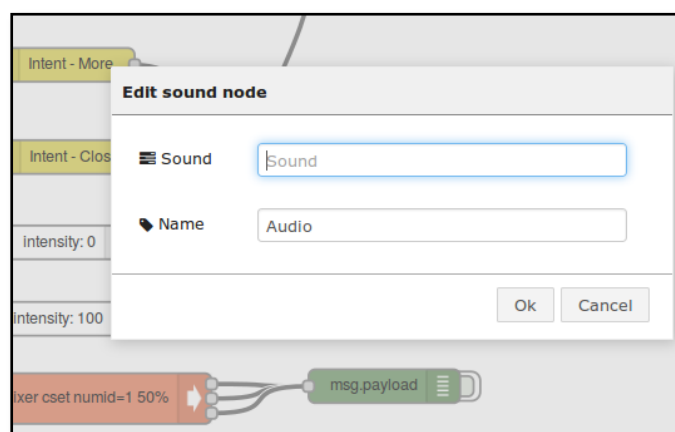 Intent - More
Edit sound node
Intent - Clos
Sound
Sound
Name
Audio
intensity: 0
Ok
Cancel
intensity: 100
ixer cset numid=1 50%
msg.payload